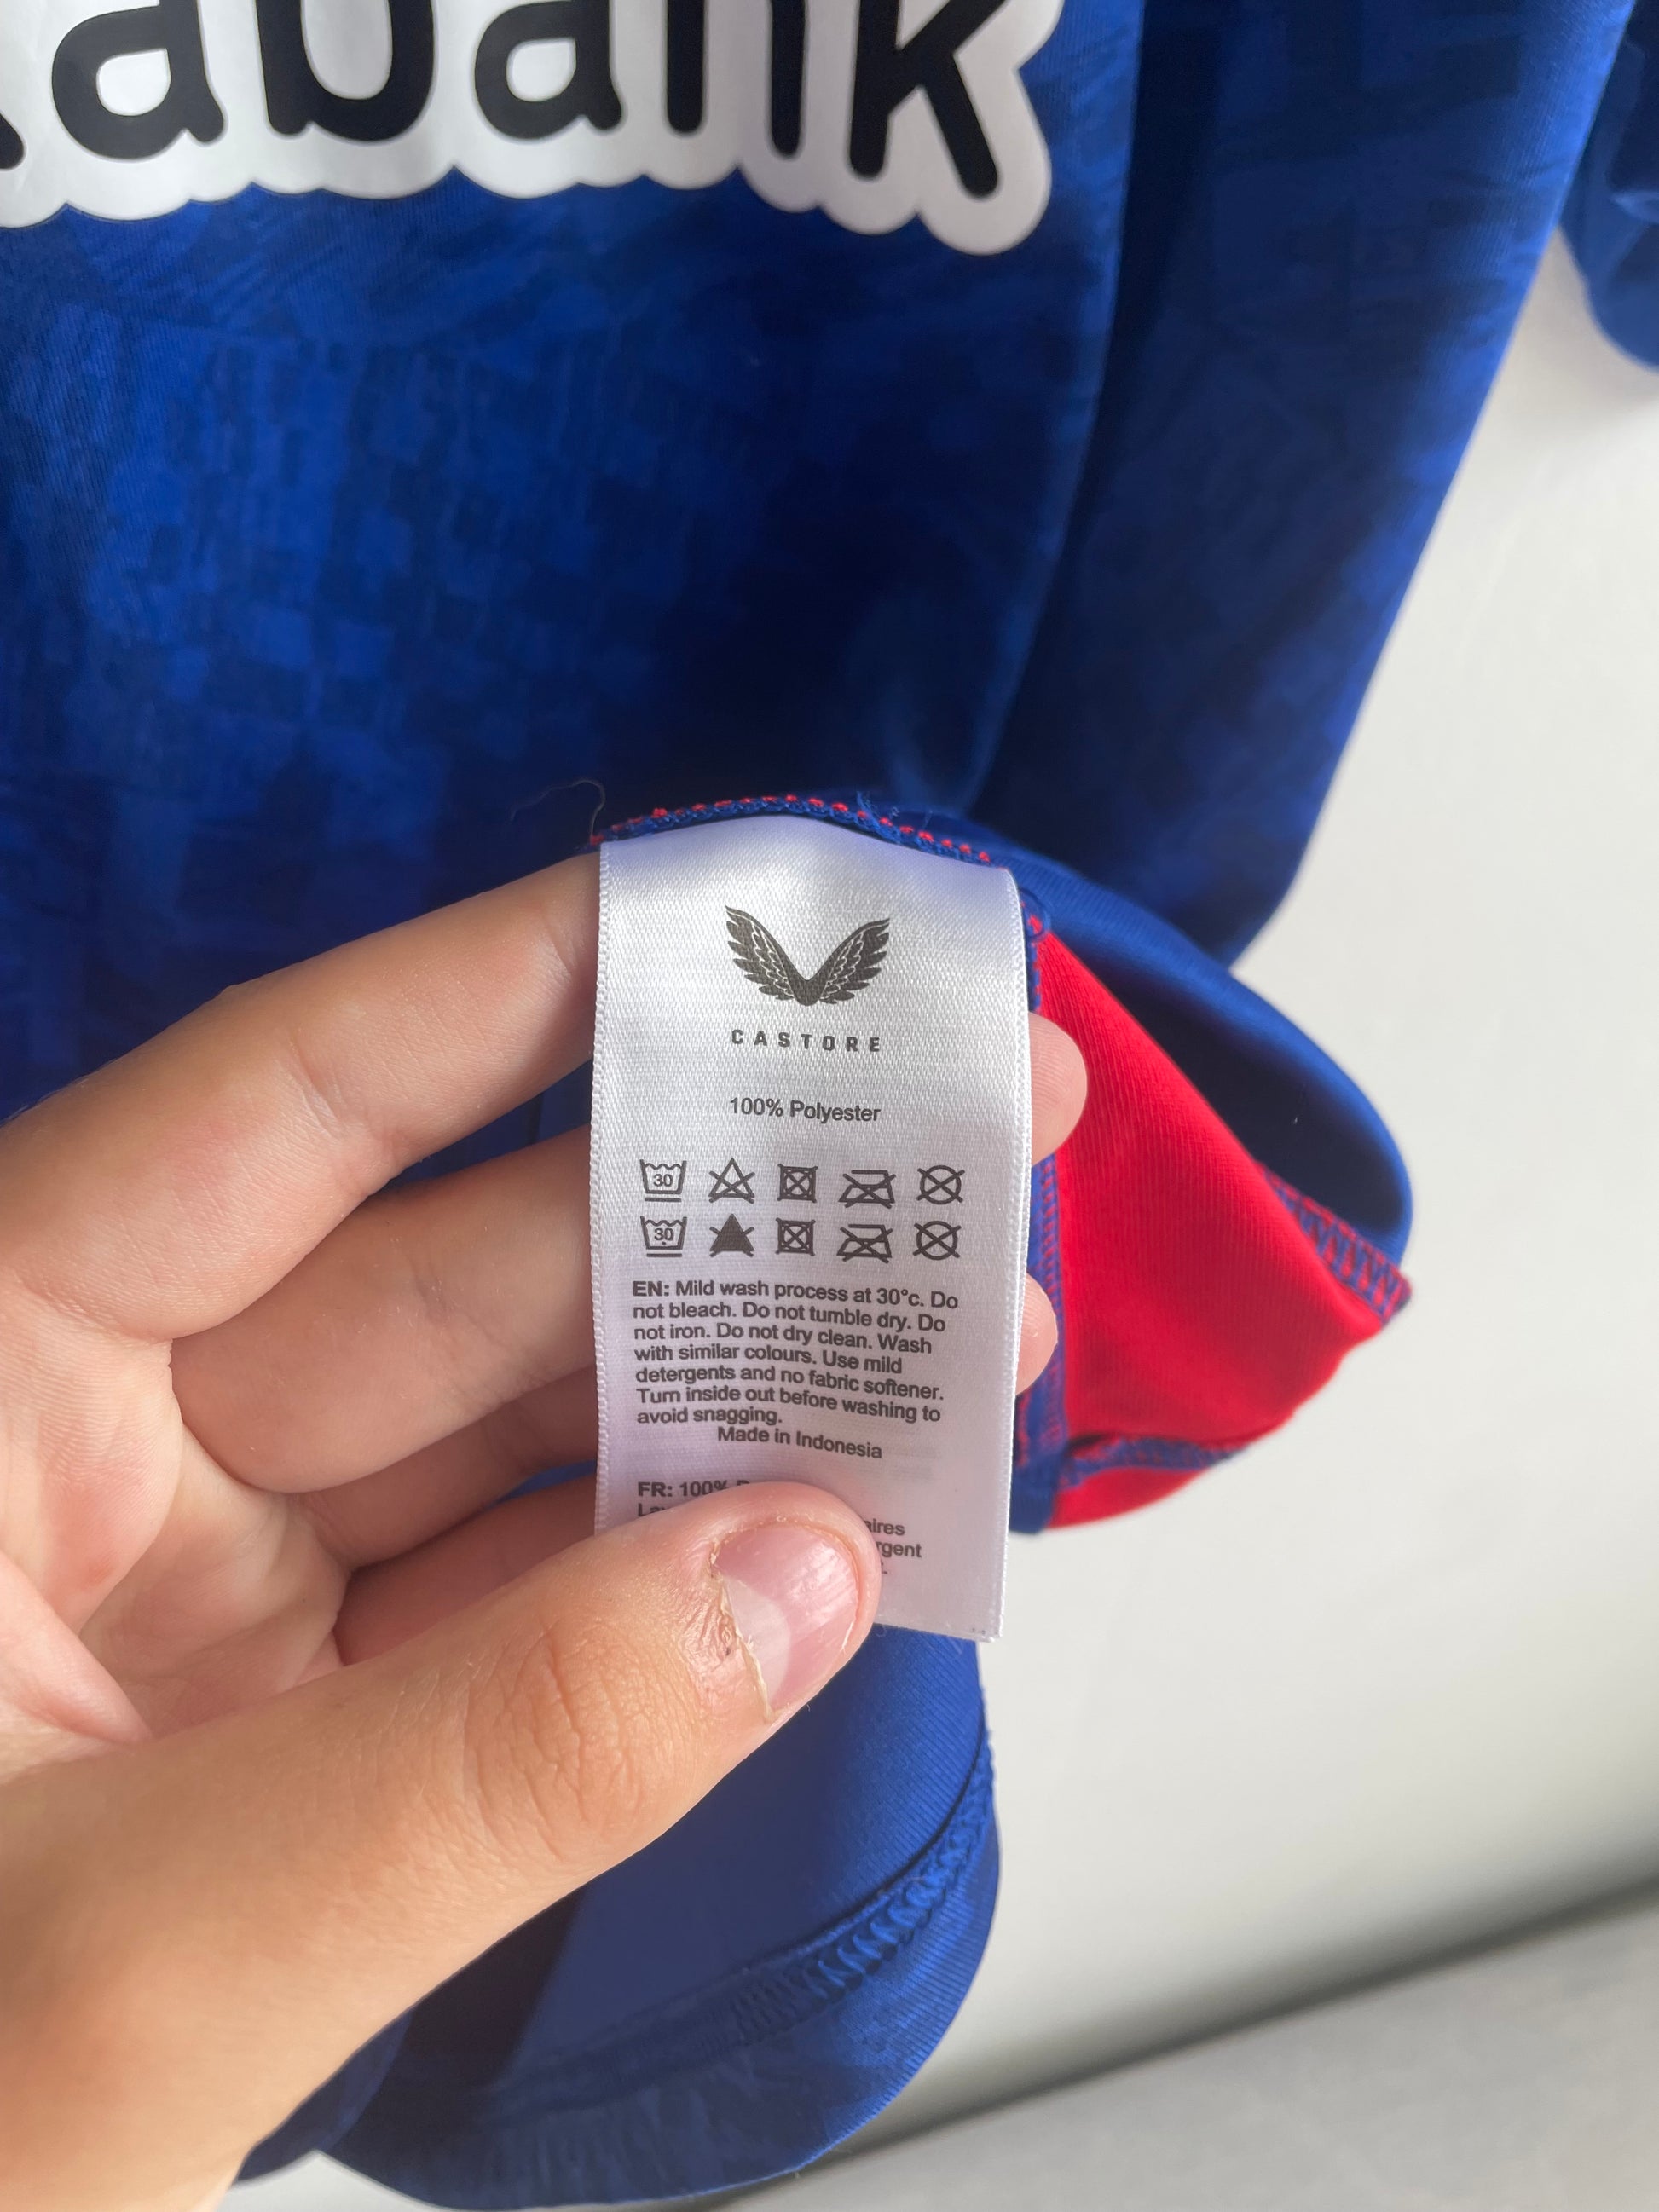 abank
CASTORE
100% Polyester
30
30
EN: Mild wash process at 30°c. Do
not bleach. Do not tumble dry. Do
not iron. Do not dry clean. Wash
with similar colours. Use mild
detergents and no fabric softener.
Turn inside out before washing to
avoid snagging.
Made in Indonesia
FR: 100%